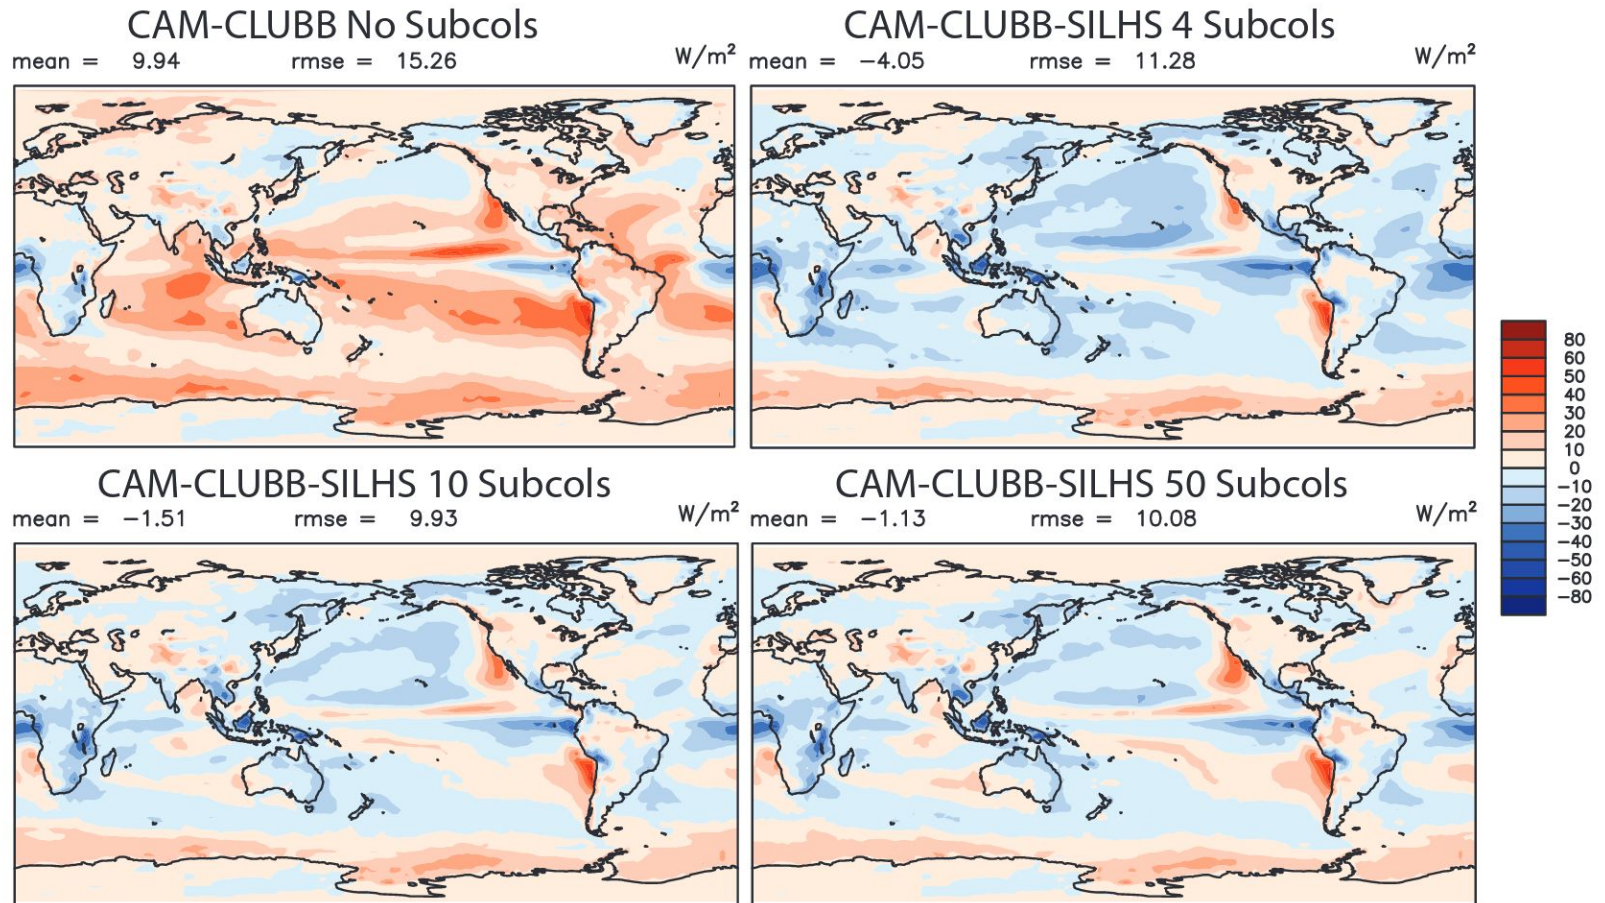 CAM-CLUBB No Subcols
mean = 9.94 rmse = 15.26 W/m²
CAM-CLUBB-SILHS 4 Subcols
mean = −4.05 rmse = 11.28 W/m²
CAM-CLUBB-SILHS 10 Subcols
mean = −1.51 rmse = 9.93 W/m²
CAM-CLUBB-SILHS 50 Subcols
mean = −1.13 rmse = 10.08 W/m²
80
60
50
40
30
20
10
0
−10
−20
−30
−40
−50
−60
−80